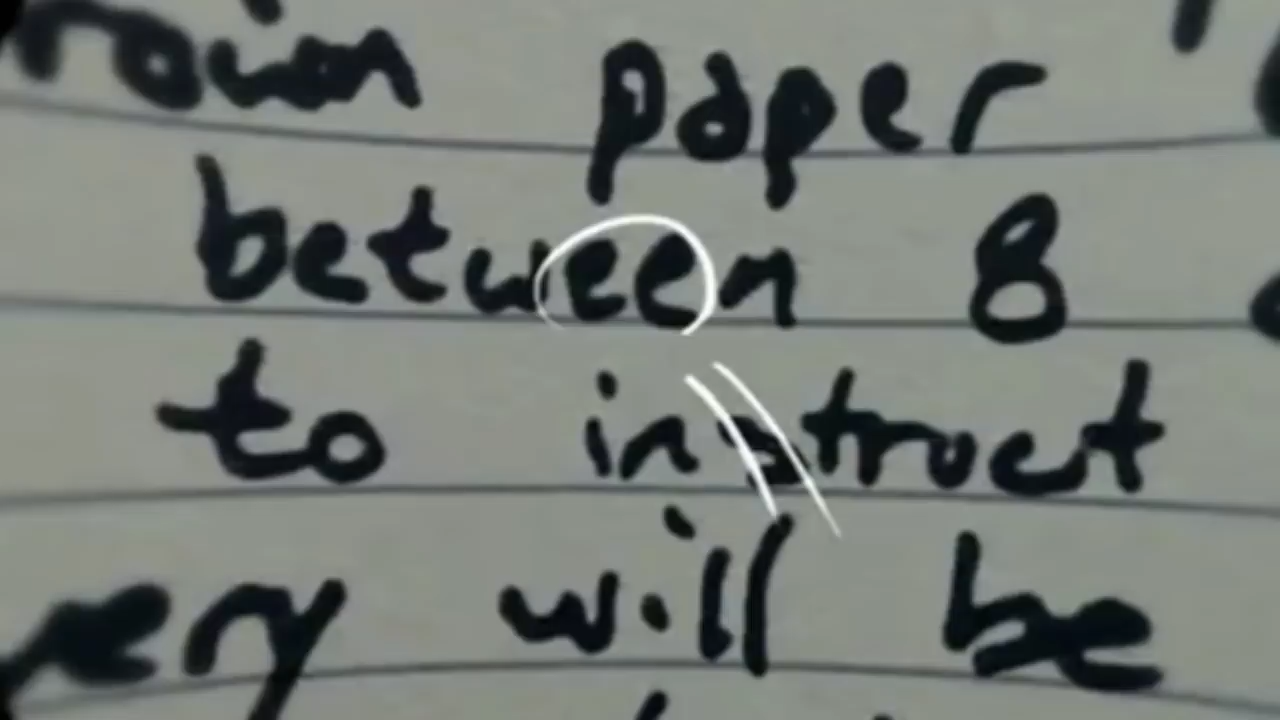 paper
between 8
to instruct
will be